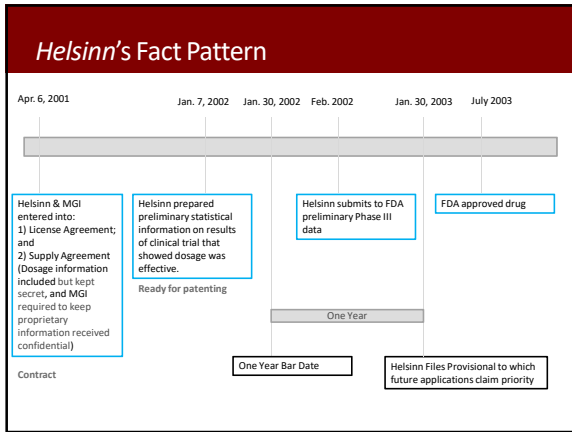 Helsinn's Fact Pattern
Apr. 6, 2001
Jan. 7, 2002
Jan. 30, 2002
Feb. 2002
Jan. 30, 2003
July 2003
Helsinn & MGI
entered into:
1) License Agreement;
and
2) Supply Agreement
(Dosage information
included but kept
secret, and MGI
required to keep
proprietary
information received
confidential)
Contract
Helsinn prepared
preliminary statistical
information on results
of clinical trial that
showed dosage was
effective.
Ready for patenting
Helsinn submits to FDA
preliminary Phase III
data
FDA approved drug
One Year
One Year Bar Date
Helsinn Files Provisional to which
future applications claim priority